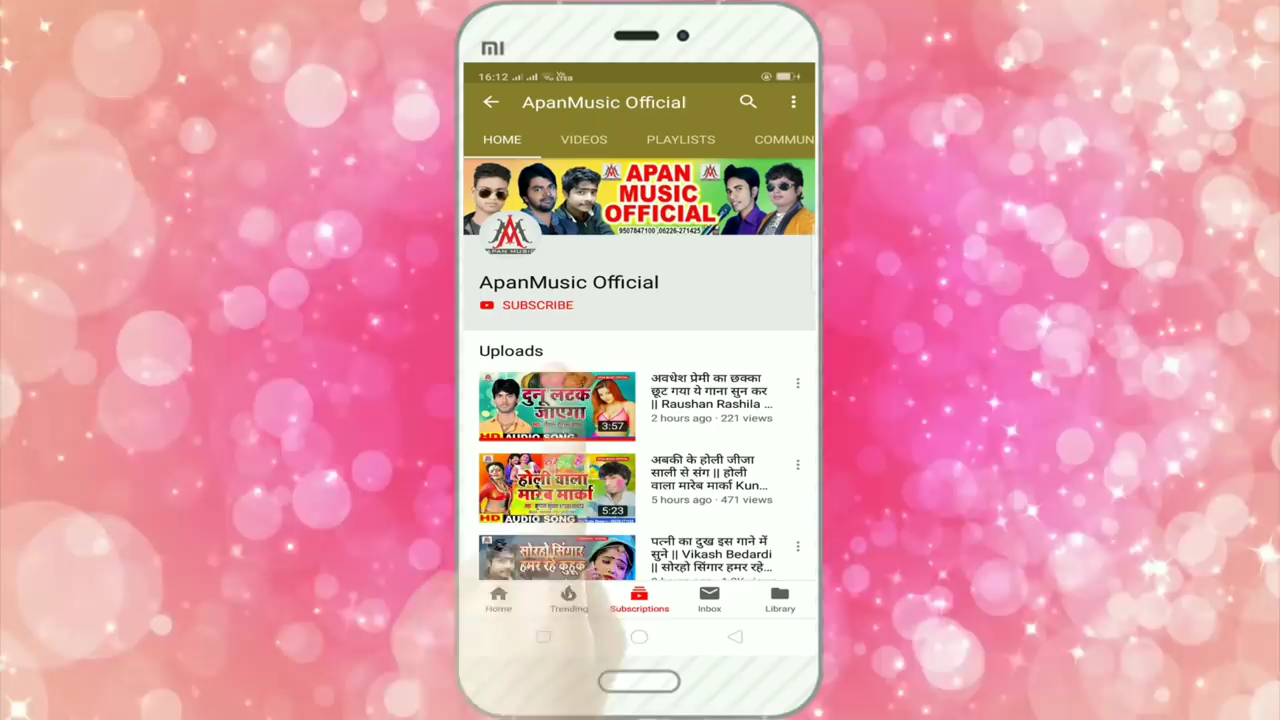 mi
16:12
ApanMusic Official
HOME VIDEOS PLAYLISTS COMMUN
APAN
MUSIC
OFFICIAL
9507847100 ,06226-271425
APAN MUSIC
ApanMusic Official
SUBSCRIBE
Uploads
दुनू लटक
जाएगा
3:57
HD AUDIO SONG
अवधेश प्रेमी का छक्का
छूट गया ये गाना सुन कर
|| Raushan Rashila ...
2 hours ago · 221 views
होली वाला
मारेब मार्का
5:23
HD AUDIO SONG
अबकी के होली जीजा
साली से संग || होली
वाला मारेब मार्का Kun...
5 hours ago · 471 views
सोरहो सिंगार
हमर रहे कुहूक
पत्नी का दुख इस गाने में
सुने || Vikash Bedardi
|| सोरहो सिंगार हमर रहे...
Home Trending Subscriptions Inbox Library